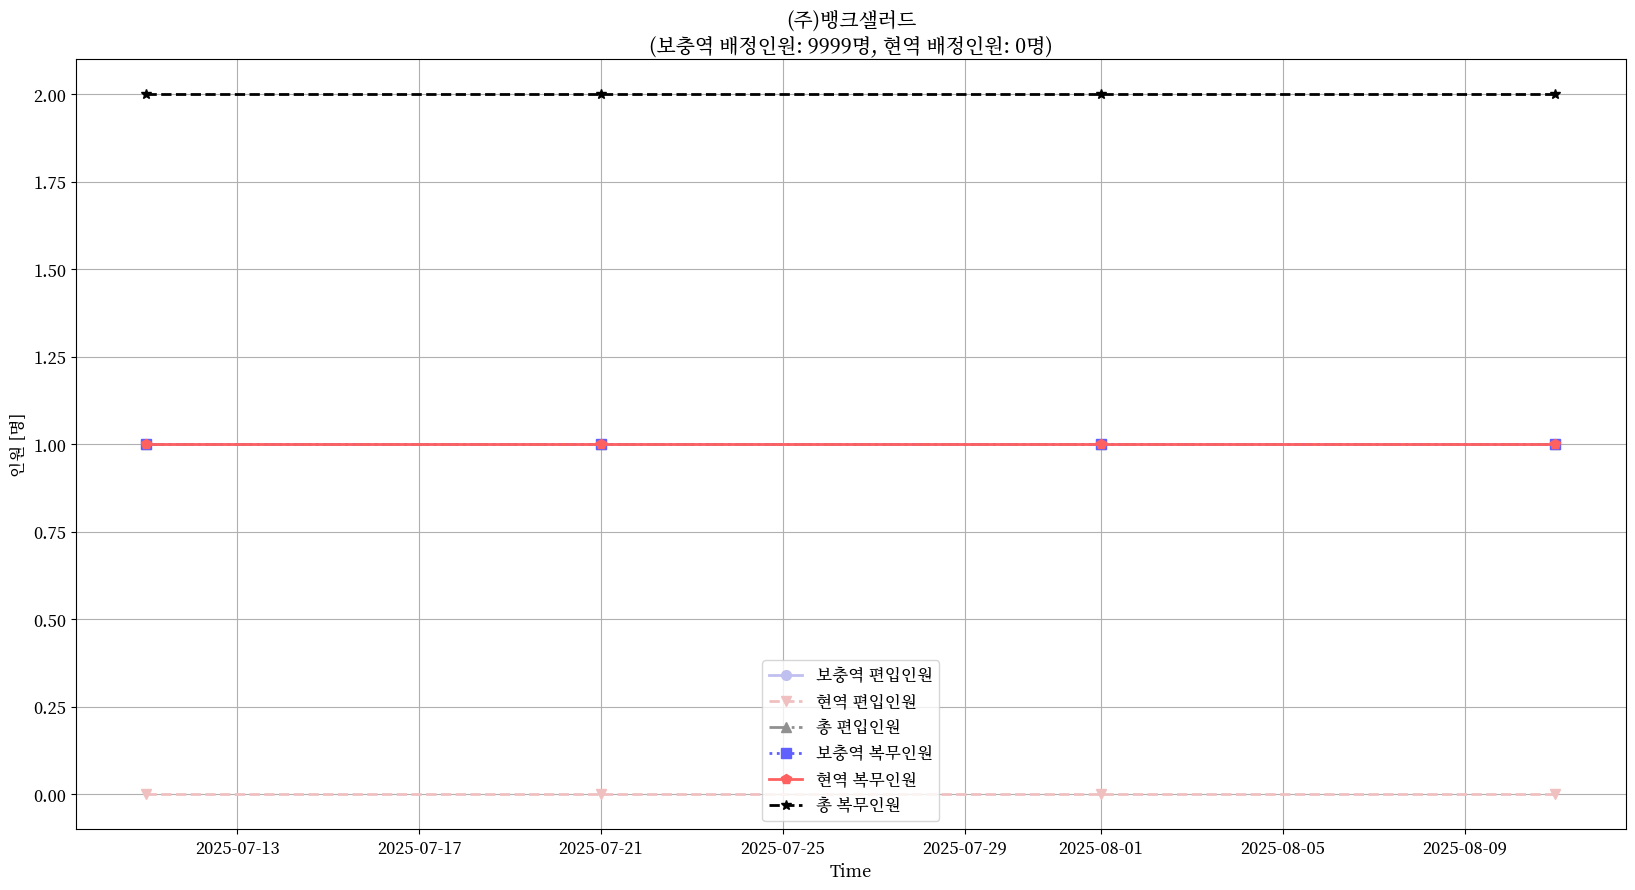 (주)뱅크샐러드
(보충역 배정인원: 9999명, 현역 배정인원: 0명)
2.00
1.75
1.50
1.25
1.00
0.75
0.50
0.25
0.00
인원 [명]
보충역 편입인원
현역 편입인원
총 편입인원
보충역 복무인원
현역 복무인원
총 복무인원
2025-07-13
2025-07-17
2025-07-21
2025-07-25
2025-07-29
2025-08-01
2025-08-05
2025-08-09
Time